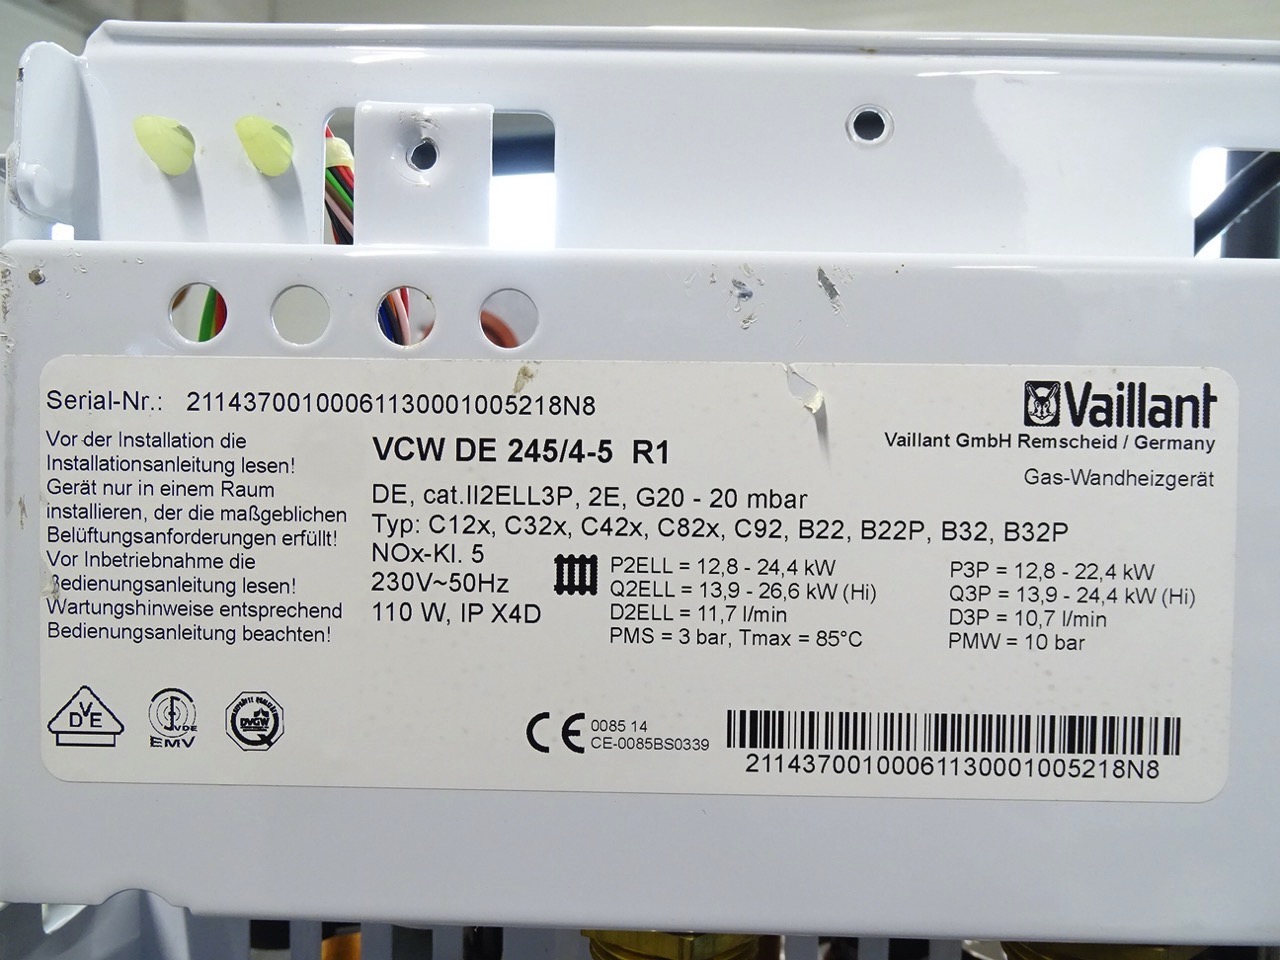 Serial-Nr.: 21143700100061130001005218N8
Vaillant
Vaillant GmbH Remscheid / Germany
Gas-Wandheizgerät
Vor der Installation die
Installationsanleitung lesen!
Gerät nur in einem Raum
installieren, der die maßgeblichen
Belüftungsanforderungen erfüllt!
Vor Inbetriebnahme die
Bedienungsanleitung lesen!
Wartungshinweise entsprechend
Bedienungsanleitung beachten!
VCW DE 245/4-5 R1
DE, cat.II2ELL3P, 2E, G20 - 20 mbar
Typ: C12x, C32x, C42x, C82x, C92, B22, B22P, B32, B32P
NOx-Kl. 5
230V~50Hz
110 W, IP X4D
P2ELL = 12,8 - 24,4 kW
Q2ELL = 13,9 - 26,6 kW (Hi)
D2ELL = 11,7 l/min
PMS = 3 bar, Tmax = 85°C
P3P = 12,8 - 22,4 kW
Q3P = 13,9 - 24,4 kW (Hi)
D3P = 10,7 l/min
PMW = 10 bar
DVE
VDE
EMV
DVGW
CE 0085 14
CE-0085BS0339
21143700100061130001005218N8